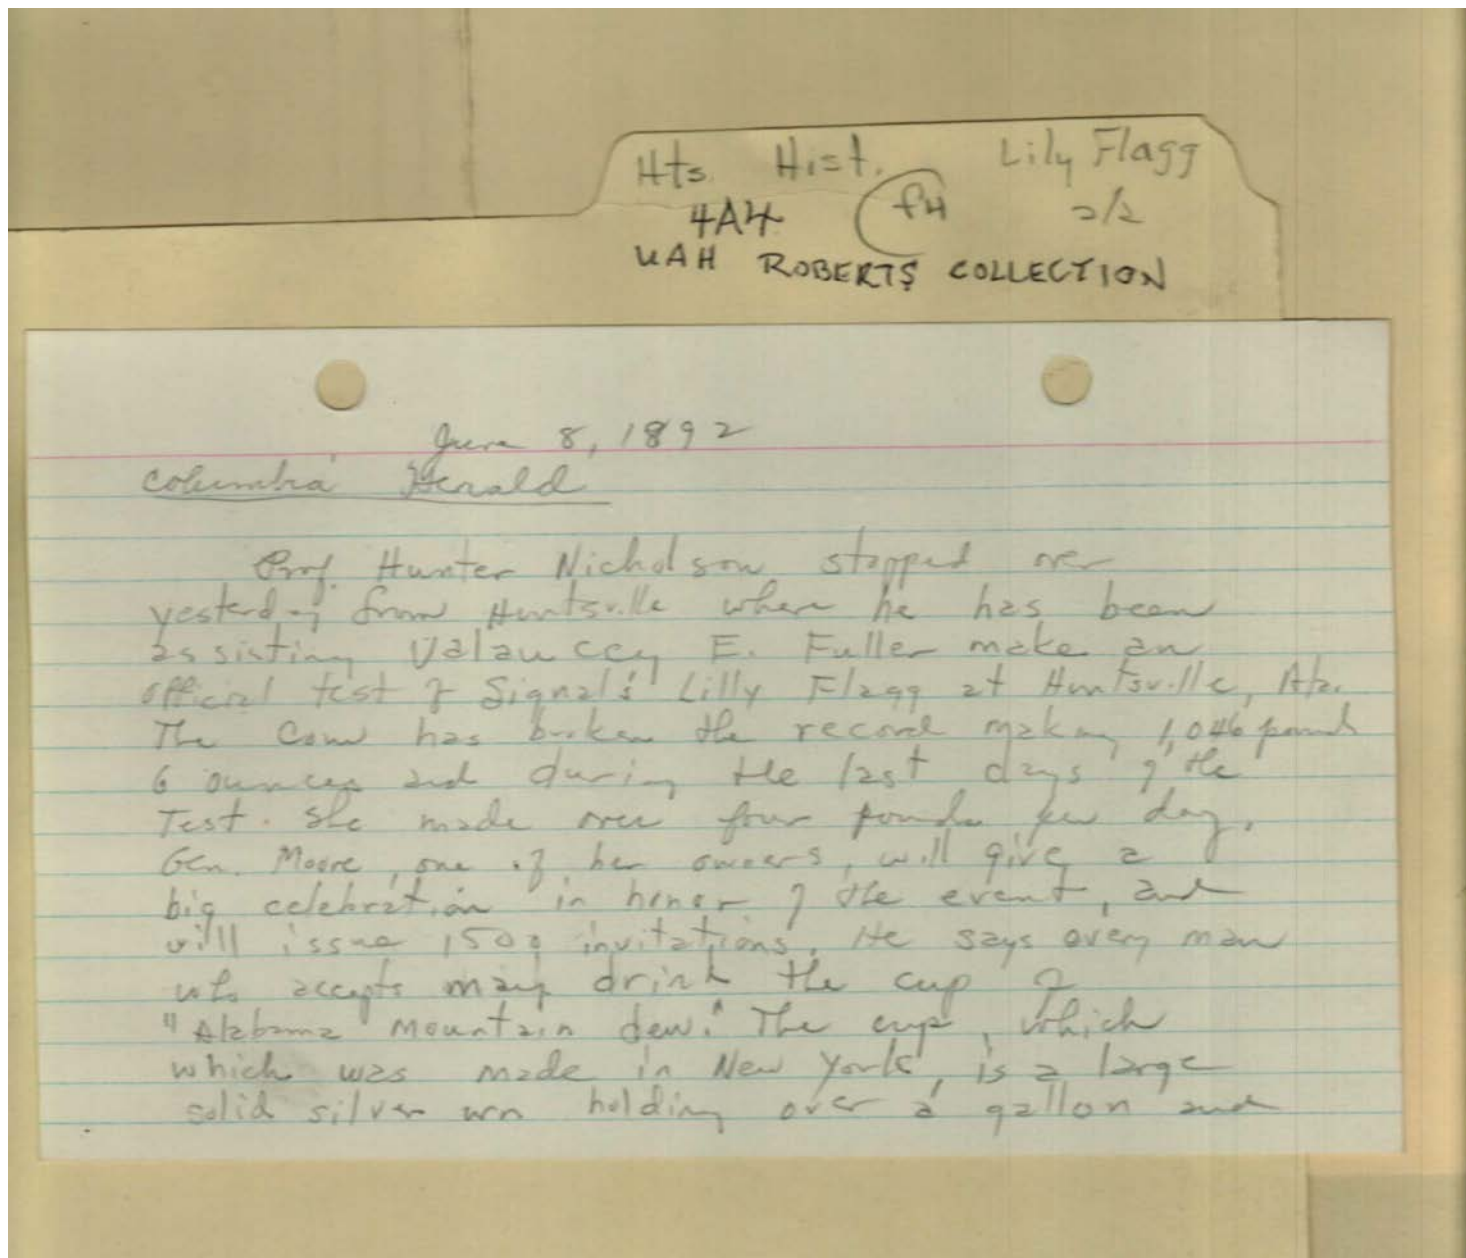 Hts. Hist. Lily Flagg
4A4 f4 2/2
UAH ROBERTS COLLECTION
June 8, 1892
Columbia Herald
Prof. Hunter Nicholson stopped over
yesterday from Huntsville where he has been
assisting Valancey E. Fuller make an
official test of Signal's Lilly Flagg at Huntsville, Ala.
The Cow has broken the record making 1,046 pounds
6 ounces and during the last days of the
Test. She made over four pounds per day.
Gen. Moore, one of her owners, will give a
big celebration in honor of the event, and
will issue 1500 invitations. He says every man
who accepts may drink the cup of
"Alabama mountain dew." The cup, which
which was made in New York, is a large
solid silver urn holding over a gallon and